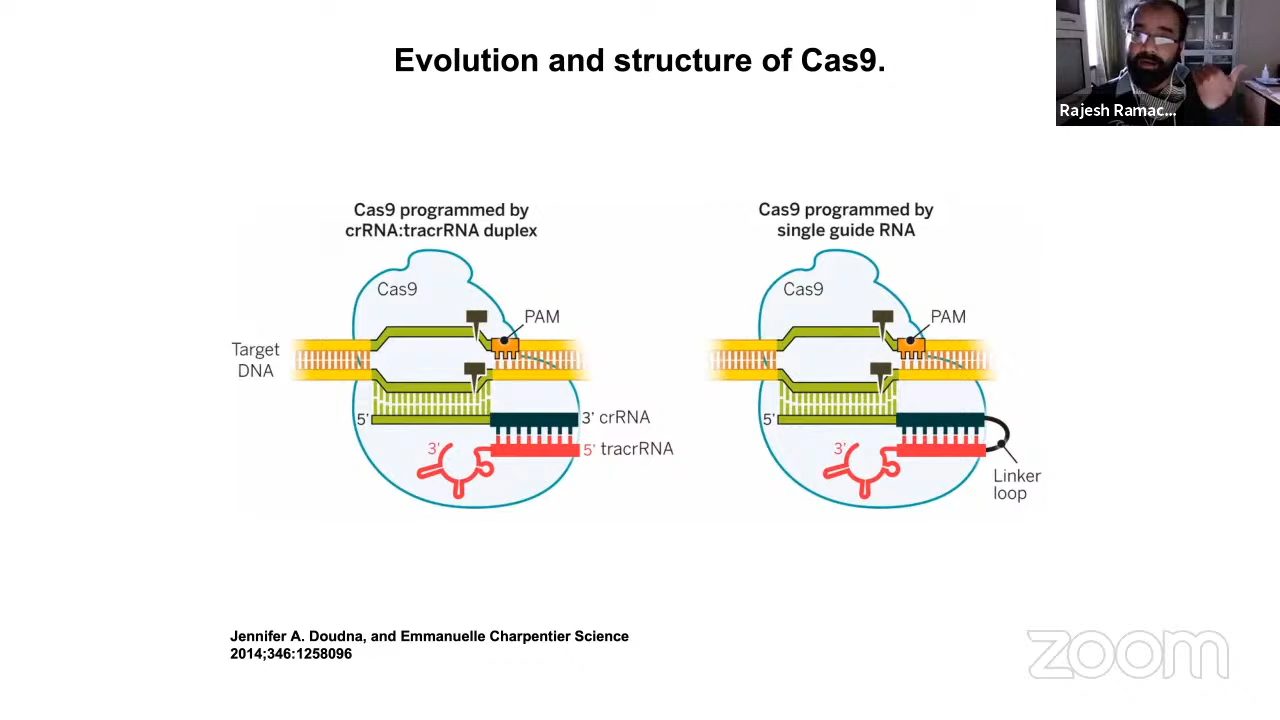 Evolution and structure of Cas9.
Rajesh Ramac...
Cas9 programmed by
crRNA:tracrRNA duplex
Cas9
PAM
Target
DNA
5'
3' crRNA
3'
5' tracrRNA
Cas9 programmed by
single guide RNA
Cas9
PAM
5'
3'
Linker
loop
Jennifer A. Doudna, and Emmanuelle Charpentier Science
2014;346:1258096
zoom